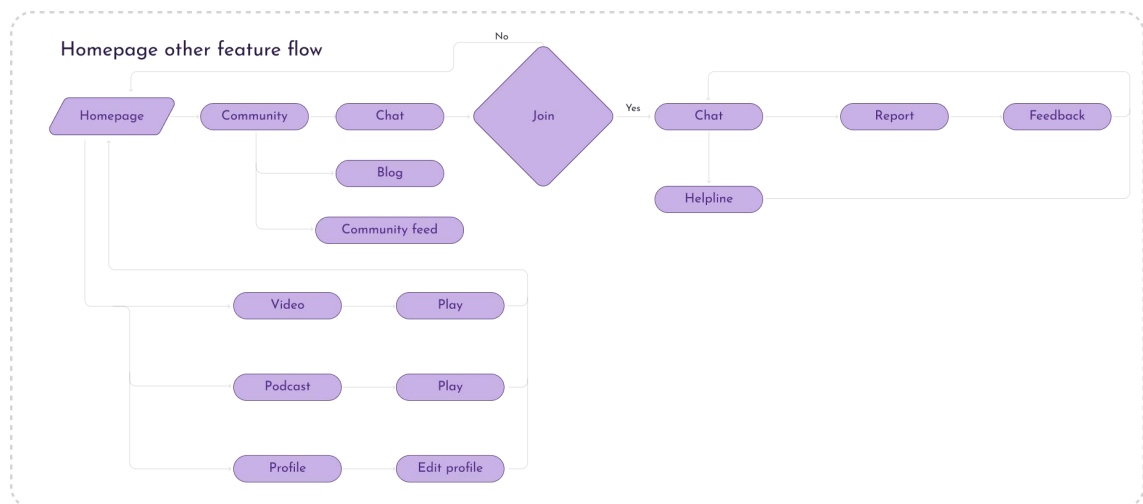 Homepage other feature flow
No
Homepage
Community
Chat
Join
Yes
Chat
Report
Feedback
Blog
Helpline
Community feed
Video
Play
Podcast
Play
Profile
Edit profile